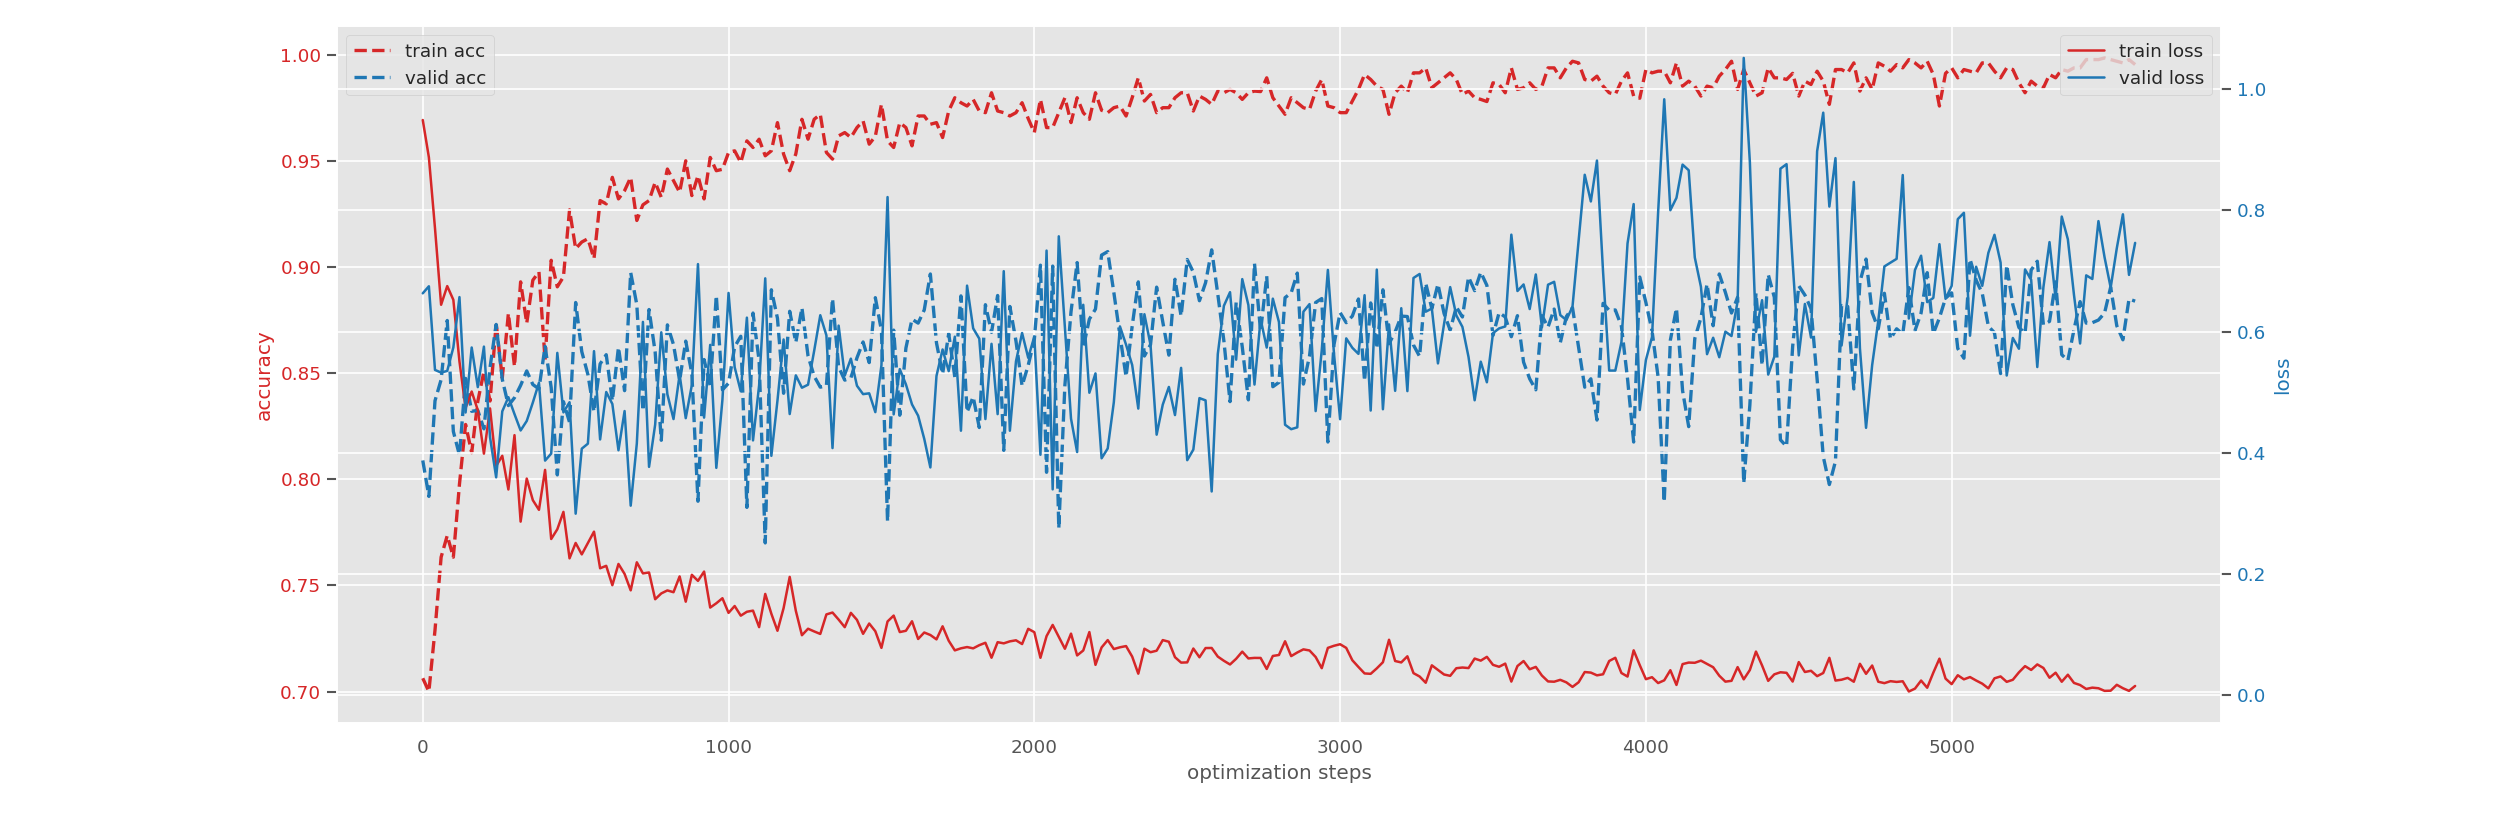 train acc
valid acc
train loss
valid loss
1.00
0.95
0.90
0.85
0.80
0.75
0.70
accuracy
1.0
0.8
0.6
0.4
0.2
0.0
loss
0 1000 2000 3000 4000 5000
optimization steps